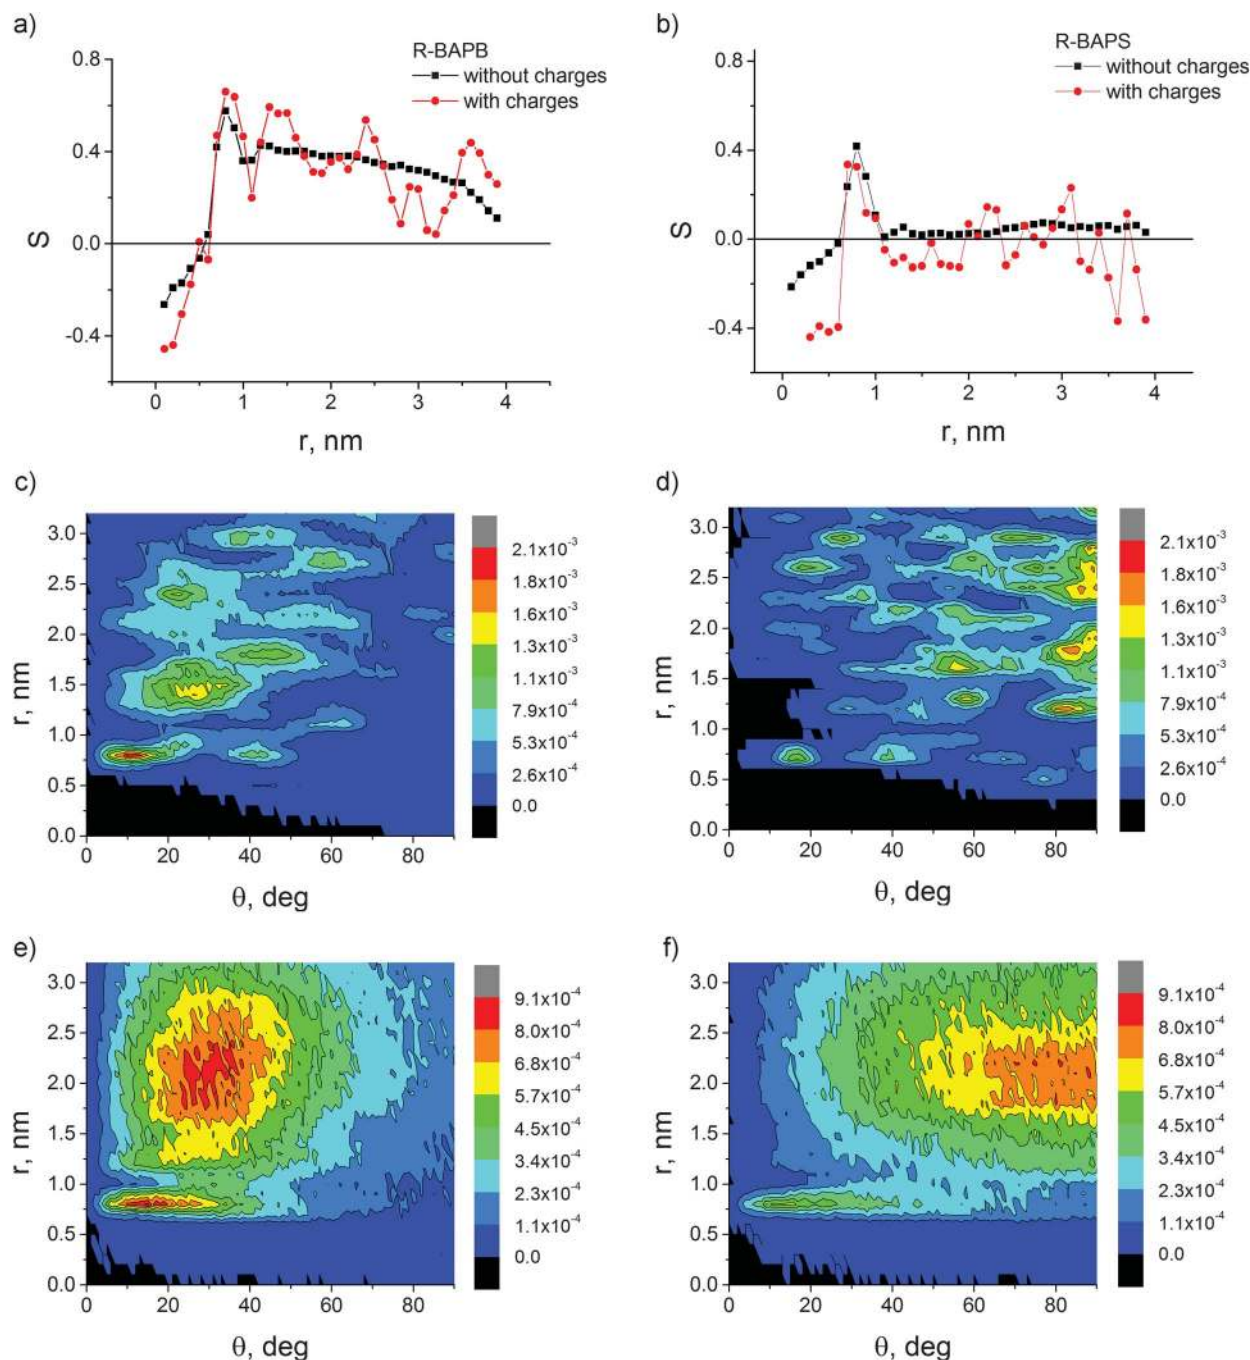 a)
R-BAPB
without charges
with charges
0.8
0.4
0.0
-0.4
S
0
1
2
3
4
r, nm
b)
R-BAPS
without charges
with charges
0.8
0.4
0.0
-0.4
S
0
1
2
3
4
r, nm
c)
3.0
2.5
2.0
1.5
1.0
0.5
0.0
r, nm
0
20
40
60
80
θ, deg
2.1x10⁻³
1.8x10⁻³
1.6x10⁻³
1.3x10⁻³
1.1x10⁻³
7.9x10⁻⁴
5.3x10⁻⁴
2.6x10⁻⁴
0.0
d)
3.0
2.5
2.0
1.5
1.0
0.5
0.0
r, nm
0
20
40
60
80
θ, deg
2.1x10⁻³
1.8x10⁻³
1.6x10⁻³
1.3x10⁻³
1.1x10⁻³
7.9x10⁻⁴
5.3x10⁻⁴
2.6x10⁻⁴
0.0
e)
3.0
2.5
2.0
1.5
1.0
0.5
0.0
r, nm
0
20
40
60
80
θ, deg
9.1x10⁻⁴
8.0x10⁻⁴
6.8x10⁻⁴
5.7x10⁻⁴
4.5x10⁻⁴
3.4x10⁻⁴
2.3x10⁻⁴
1.1x10⁻⁴
0.0
f)
3.0
2.5
2.0
1.5
1.0
0.5
0.0
r, nm
0
20
40
60
80
θ, deg
9.1x10⁻⁴
8.0x10⁻⁴
6.8x10⁻⁴
5.7x10⁻⁴
4.5x10⁻⁴
3.4x10⁻⁴
2.3x10⁻⁴
1.1x10⁻⁴
0.0